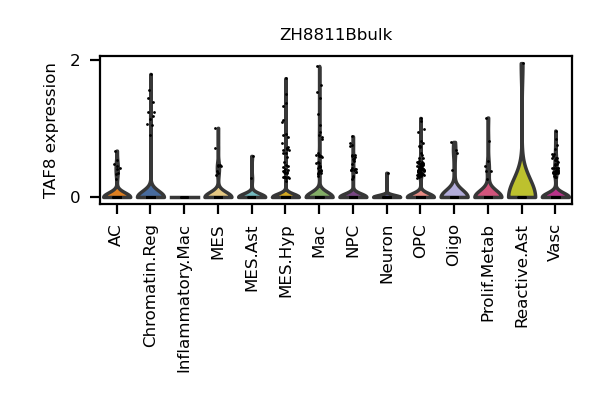 ZH8811Bbulk
TAF8 expression
2
0
AC
Chromatin.Reg
Inflammatory.Mac
MES
MES.Ast
MES.Hyp
Mac
NPC
Neuron
OPC
Oligo
Prolif.Metab
Reactive.Ast
Vasc